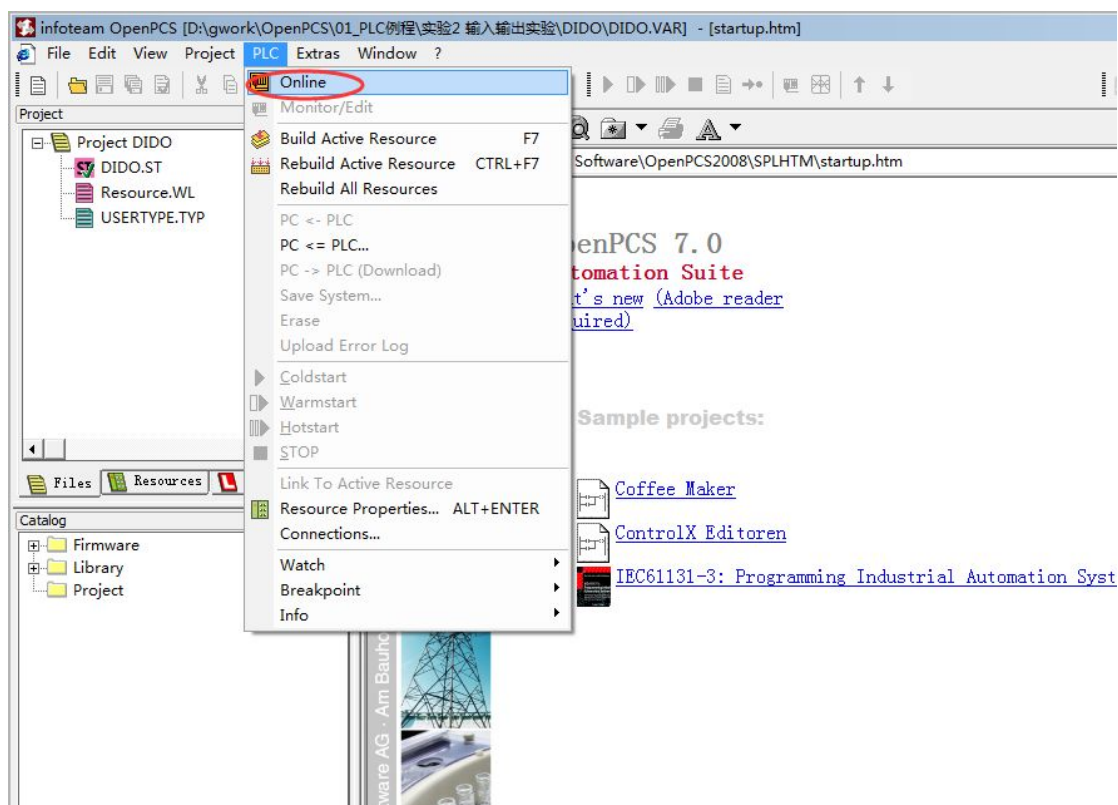 infoteam OpenPCS [D:\gwork\OpenPCS\01_PLC例程\实验2 输入输出实验\DIDO\DIDO.VAR] - [startup.htm]
File Edit View Project PLC Extras Window ?
Project
Project DIDO
DIDO.ST
Resource.WL
USERTYPE.TYP
Files Resources
Catalog
Firmware
Library
Project
Online
Monitor/Edit
Build Active Resource F7
Rebuild Active Resource CTRL+F7
Rebuild All Resources
PC <- PLC
PC <= PLC...
PC -> PLC (Download)
Save System...
Erase
Upload Error Log
Coldstart
Warmstart
Hotstart
STOP
Link To Active Resource
Resource Properties... ALT+ENTER
Connections...
Watch
Breakpoint
Info
Software\OpenPCS2008\SPLHTM\startup.htm
enPCS 7.0
tomation Suite
t's new (Adobe reader
uired)
Sample projects:
Coffee Maker
ControlX Editoren
IEC61131-3: Programming Industrial Automation Syst
ware AG · Am Bauho